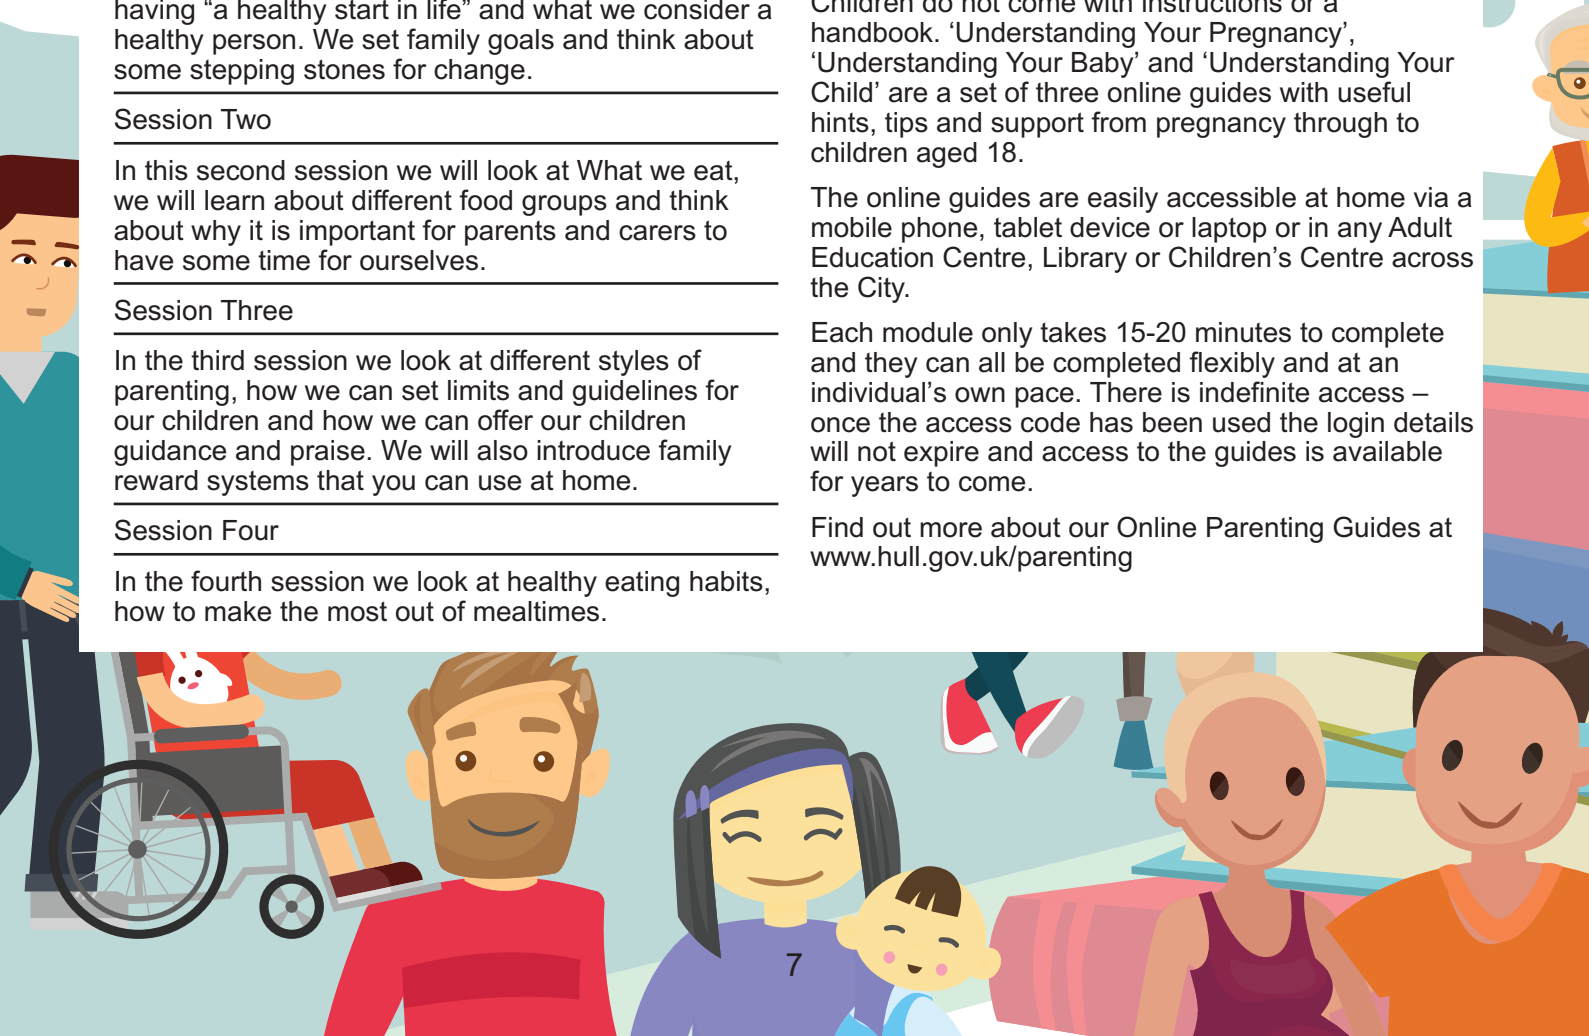 having “a healthy start in life” and what we consider a
healthy person. We set family goals and think about
some stepping stones for change.
Session Two
In this second session we will look at What we eat,
we will learn about different food groups and think
about why it is important for parents and carers to
have some time for ourselves.
Session Three
In the third session we look at different styles of
parenting, how we can set limits and guidelines for
our children and how we can offer our children
guidance and praise. We will also introduce family
reward systems that you can use at home.
Session Four
In the fourth session we look at healthy eating habits,
how to make the most out of mealtimes.
Children do not come with instructions or a
handbook. ‘Understanding Your Pregnancy’,
‘Understanding Your Baby’ and ‘Understanding Your
Child’ are a set of three online guides with useful
hints, tips and support from pregnancy through to
children aged 18.
The online guides are easily accessible at home via a
mobile phone, tablet device or laptop or in any Adult
Education Centre, Library or Children’s Centre across
the City.
Each module only takes 15-20 minutes to complete
and they can all be completed flexibly and at an
individual’s own pace. There is indefinite access –
once the access code has been used the login details
will not expire and access to the guides is available
for years to come.
Find out more about our Online Parenting Guides at
www.hull.gov.uk/parenting
7